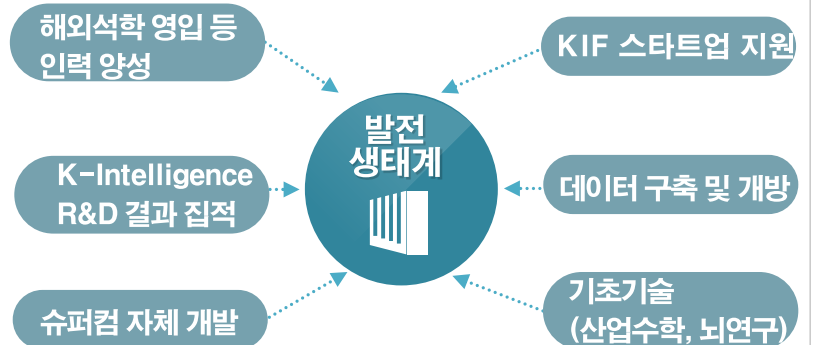 해외석학 영입 등
인력 양성
KIF 스타트업 지원
발전
생태계
K-Intelligence
R&D 결과 집적
데이터 구축 및 개방
슈퍼컴 자체 개발
기초기술
(산업수학, 뇌연구)